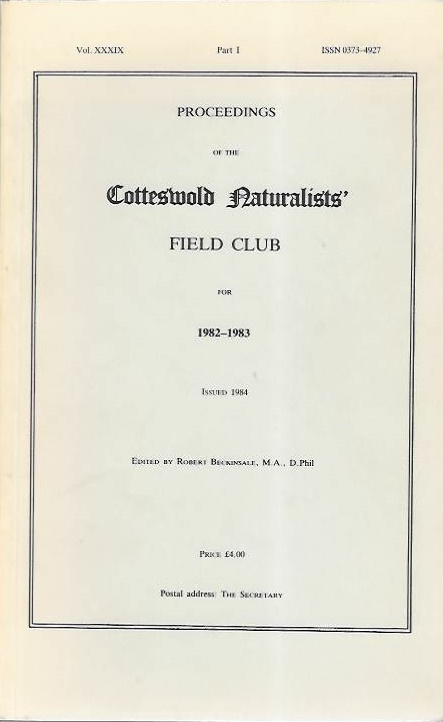 Vol. XXXIX Part I ISSN 0373–4927
PROCEEDINGS
OF THE
Cotteswold Naturalists'
FIELD CLUB
FOR
1982–1983
ISSUED 1984
EDITED BY ROBERT BECKINSALE, M.A., D.Phil
PRICE £4.00
Postal address: THE SECRETARY